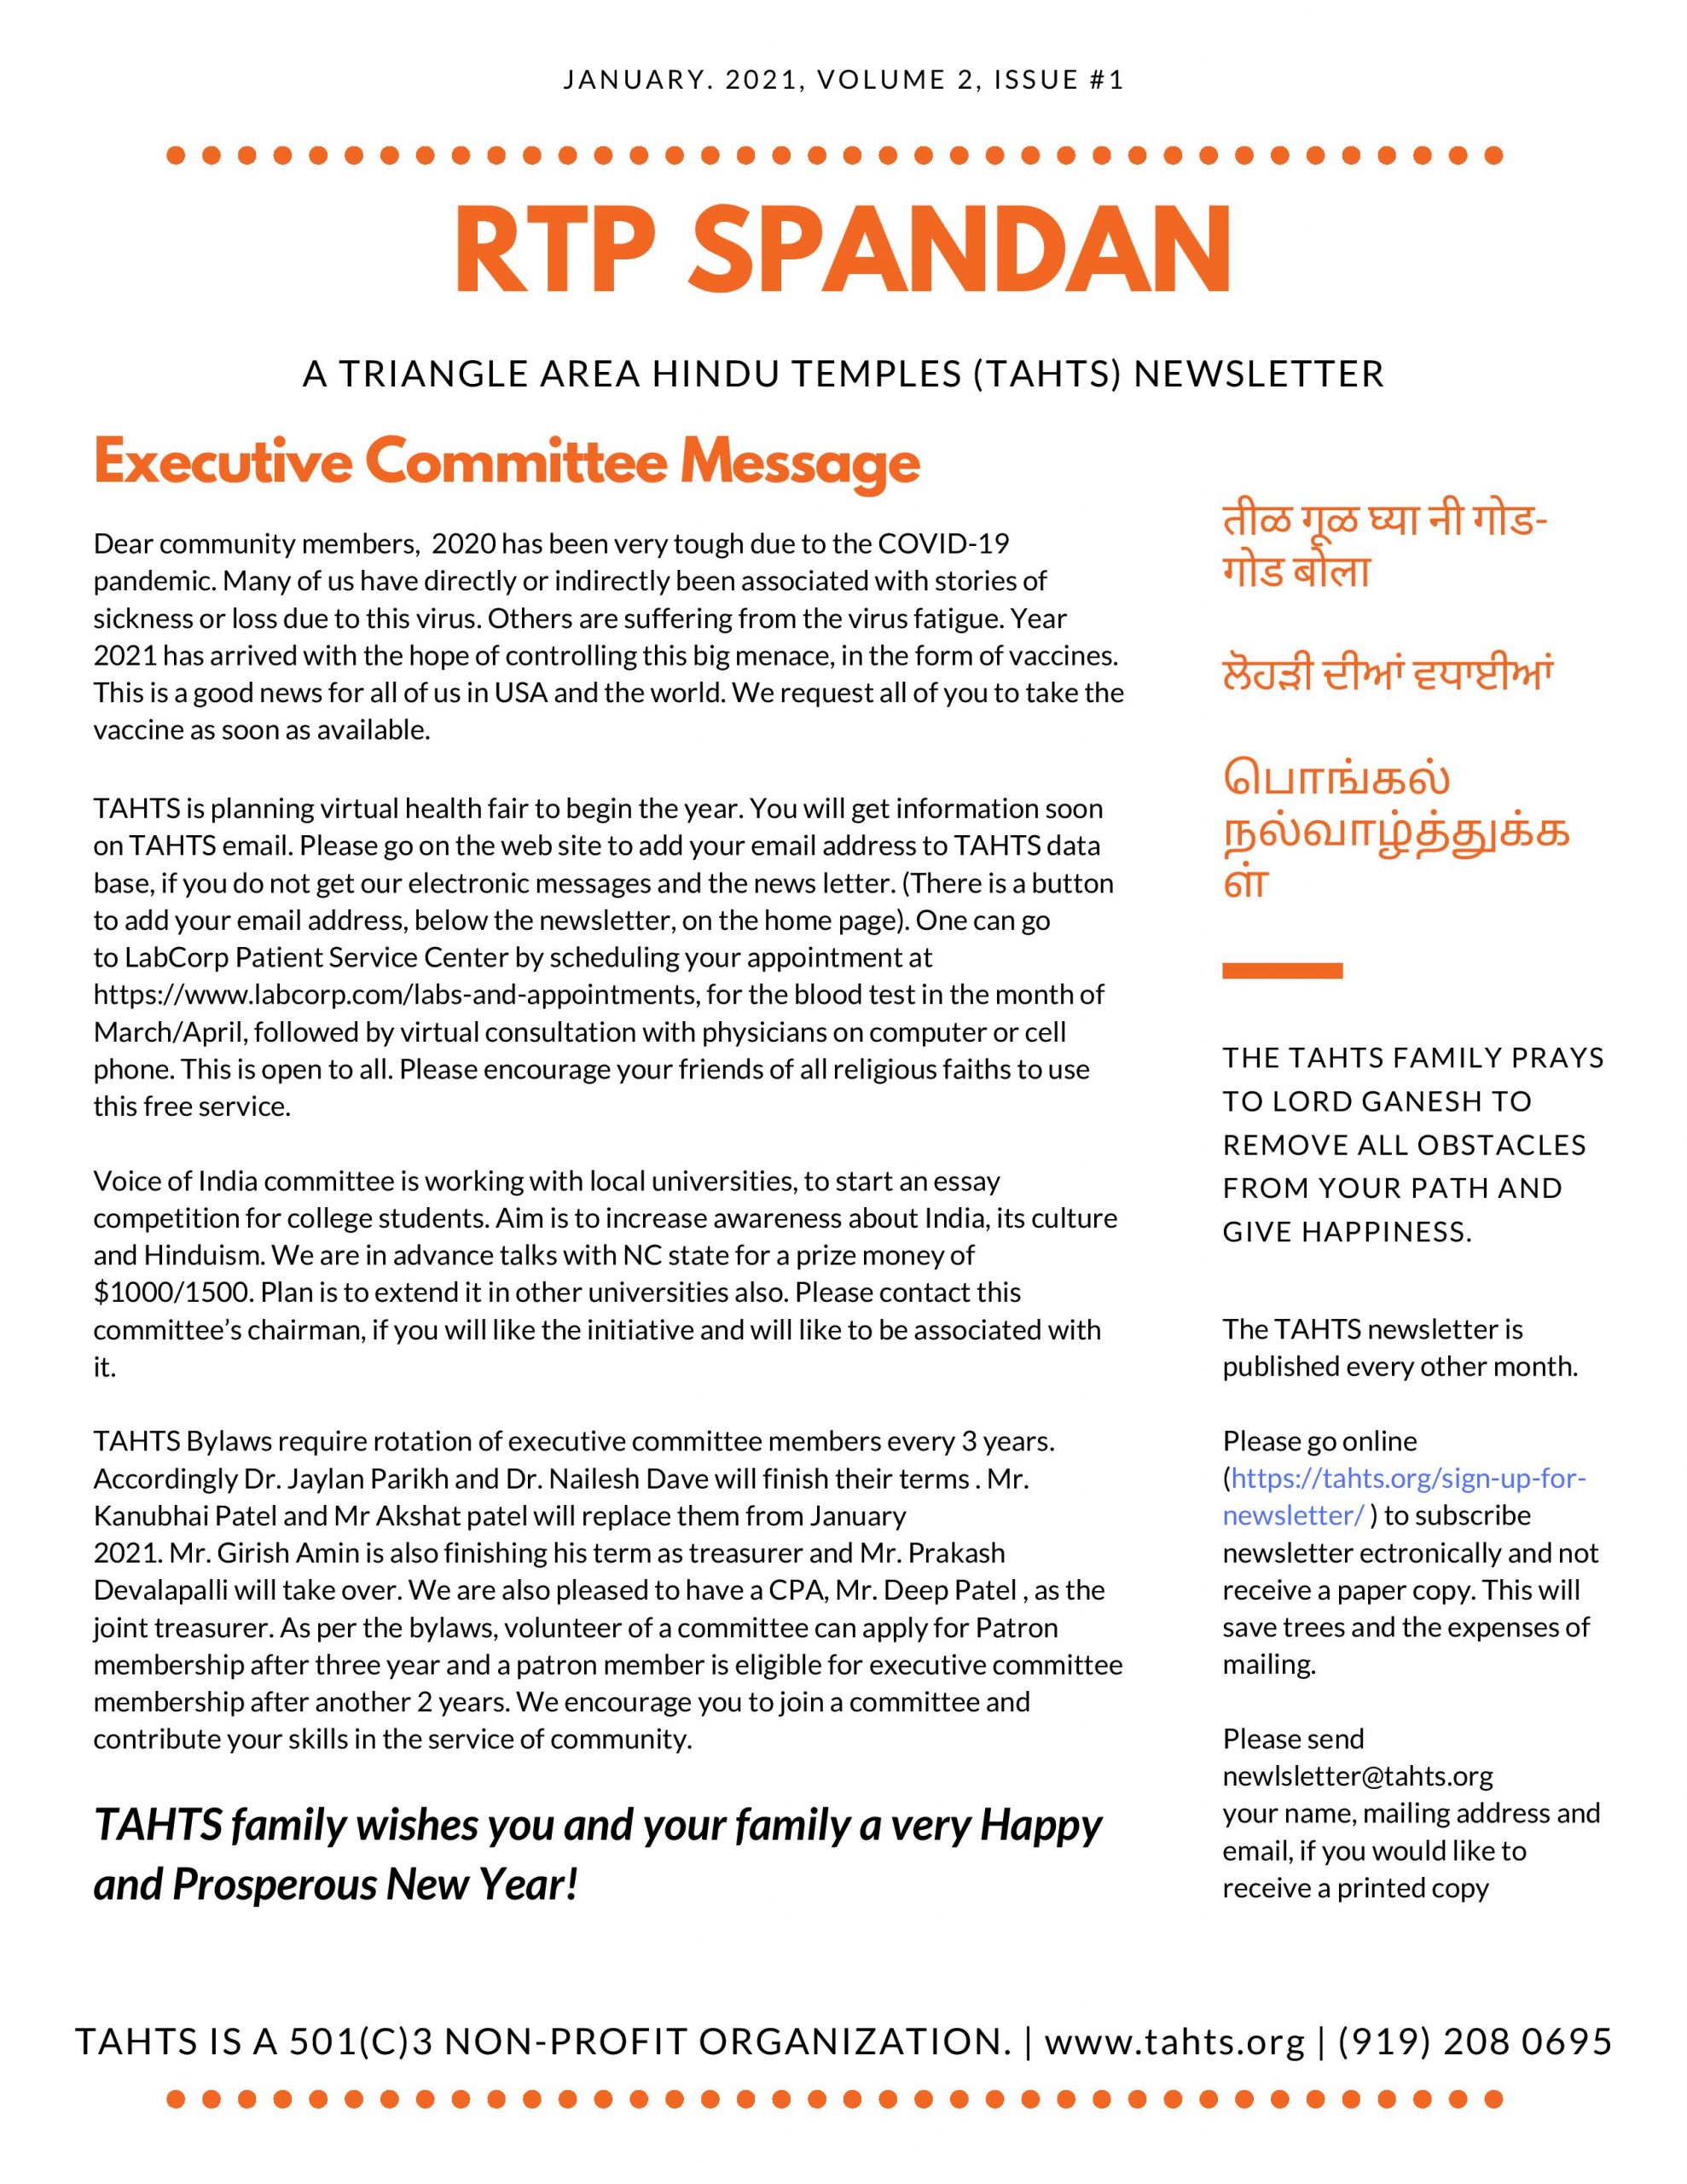 JANUARY. 2021, VOLUME 2, ISSUE #1
RTP SPANDAN
A TRIANGLE AREA HINDU TEMPLES (TAHTS) NEWSLETTER
Executive Committee Message
Dear community members,  2020 has been very tough due to the COVID-19
pandemic. Many of us have directly or indirectly been associated with stories of
sickness or loss due to this virus. Others are suffering from the virus fatigue. Year
2021 has arrived with the hope of controlling this big menace, in the form of vaccines.
This is a good news for all of us in USA and the world. We request all of you to take the
vaccine as soon as available.
TAHTS is planning virtual health fair to begin the year. You will get information soon
on TAHTS email. Please go on the web site to add your email address to TAHTS data
base, if you do not get our electronic messages and the news letter. (There is a button
to add your email address, below the newsletter, on the home page). One can go
to LabCorp Patient Service Center by scheduling your appointment at
https://www.labcorp.com/labs-and-appointments, for the blood test in the month of
March/April, followed by virtual consultation with physicians on computer or cell
phone. This is open to all. Please encourage your friends of all religious faiths to use
this free service.
Voice of India committee is working with local universities, to start an essay
competition for college students. Aim is to increase awareness about India, its culture
and Hinduism. We are in advance talks with NC state for a prize money of
$1000/1500. Plan is to extend it in other universities also. Please contact this
committee’s chairman, if you will like the initiative and will like to be associated with
it.
TAHTS Bylaws require rotation of executive committee members every 3 years.
Accordingly Dr. Jaylan Parikh and Dr. Nailesh Dave will finish their terms . Mr.
Kanubhai Patel and Mr Akshat patel will replace them from January
2021. Mr. Girish Amin is also finishing his term as treasurer and Mr. Prakash
Devalapalli will take over. We are also pleased to have a CPA, Mr. Deep Patel , as the
joint treasurer. As per the bylaws, volunteer of a committee can apply for Patron
membership after three year and a patron member is eligible for executive committee
membership after another 2 years. We encourage you to join a committee and
contribute your skills in the service of community.
TAHTS family wishes you and your family a very Happy
and Prosperous New Year!
तीळ गूळ घ्या नी गोड-
गोड बोला
ਲੋਹੜੀ ਦੀਆਂ ਵਧਾਈਆਂ
பொங்கல்
நல்வாழ்த்துக்க
ள்
THE TAHTS FAMILY PRAYS
TO LORD GANESH TO
REMOVE ALL OBSTACLES
FROM YOUR PATH AND
GIVE HAPPINESS.
The TAHTS newsletter is
published every other month.
Please go online
(https://tahts.org/sign-up-for-
newsletter/ ) to subscribe
newsletter ectronically and not
receive a paper copy. This will
save trees and the expenses of
mailing.
Please send
newlsletter@tahts.org
your name, mailing address and
email, if you would like to
receive a printed copy
TAHTS IS A 501(C)3 NON-PROFIT ORGANIZATION. | www.tahts.org | (919) 208 0695